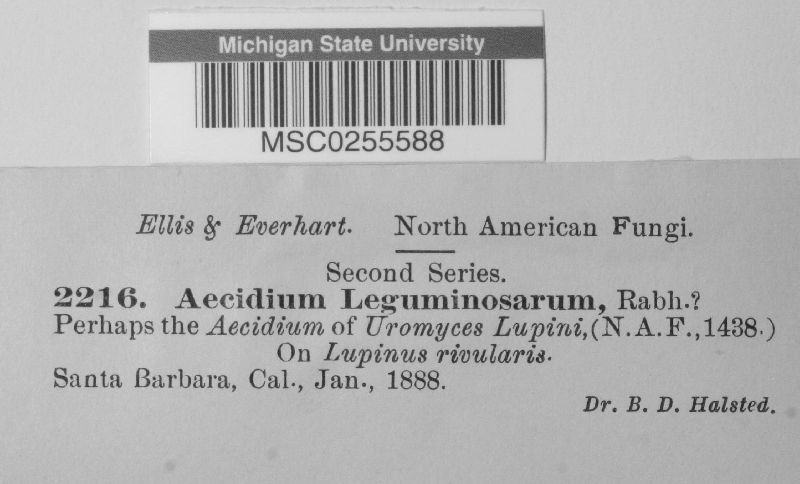 Michigan State University
MSC0255588
Ellis & Everhart. North American Fungi.
Second Series.
2216. Aecidium Leguminosarum, Rabh.?
Perhaps the Aecidium of Uromyces Lupini, (N. A. F., 1438.)
On Lupinus rivularis.
Santa Barbara, Cal., Jan., 1888.
Dr. B. D. Halsted.